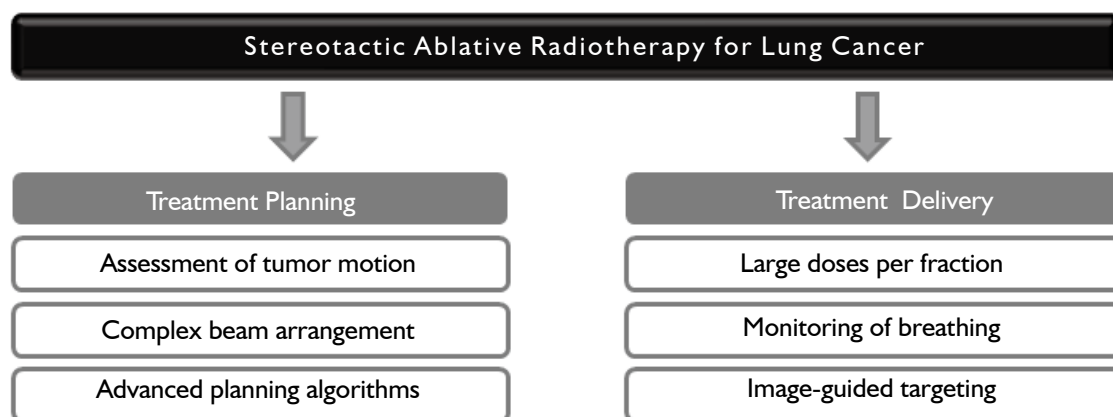 Stereotactic Ablative Radiotherapy for Lung Cancer
Treatment Planning
Assessment of tumor motion
Complex beam arrangement
Advanced planning algorithms
Treatment Delivery
Large doses per fraction
Monitoring of breathing
Image-guided targeting